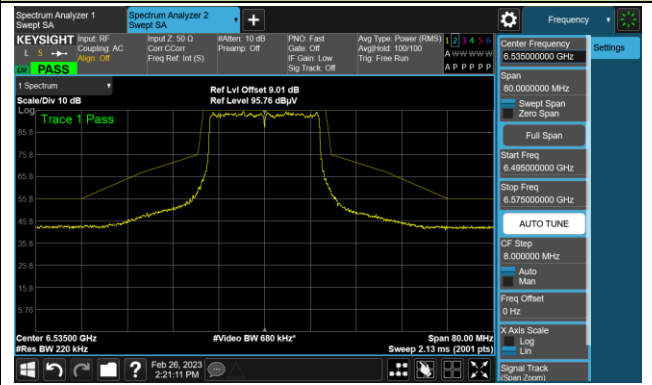 Spectrum Analyzer 1
Swept SA
Spectrum Analyzer 2
Swept SA
Frequency
KEYSIGHT
L S
Input: RF
Coupling: AC
Align: Off
Input Z: 50 Ω
Corr CCorr
Freq Ref: Int (S)
#Atten: 10 dB
Preamp: Off
PNO: Fast
Gate: Off
IF Gain: Low
Sig Track: Off
Avg Type: Power (RMS)
Avg|Hold: 100/100
Trig: Free Run
1 2 3 4 5 6
A W W W W W
A P P P P P
PASS
1 Spectrum
Scale/Div 10 dB
Ref Lvl Offset 9.01 dB
Ref Level 95.76 dBµV
Log
Trace 1 Pass
85.8
75.8
65.8
55.8
45.8
35.8
25.8
15.8
5.76
Center 6.53500 GHz
#Res BW 220 kHz
#Video BW 680 kHz*
Span 80.00 MHz
Sweep 2.13 ms (2001 pts)
Feb 26, 2023
2:21:11 PM
Settings
Center Frequency
6.535000000 GHz
Span
80.0000000 MHz
Swept Span
Zero Span
Full Span
Start Freq
6.495000000 GHz
Stop Freq
6.575000000 GHz
AUTO TUNE
CF Step
8.000000 MHz
Auto
Man
Freq Offset
0 Hz
X Axis Scale
Log
Lin
Signal Track
(Span Zoom)